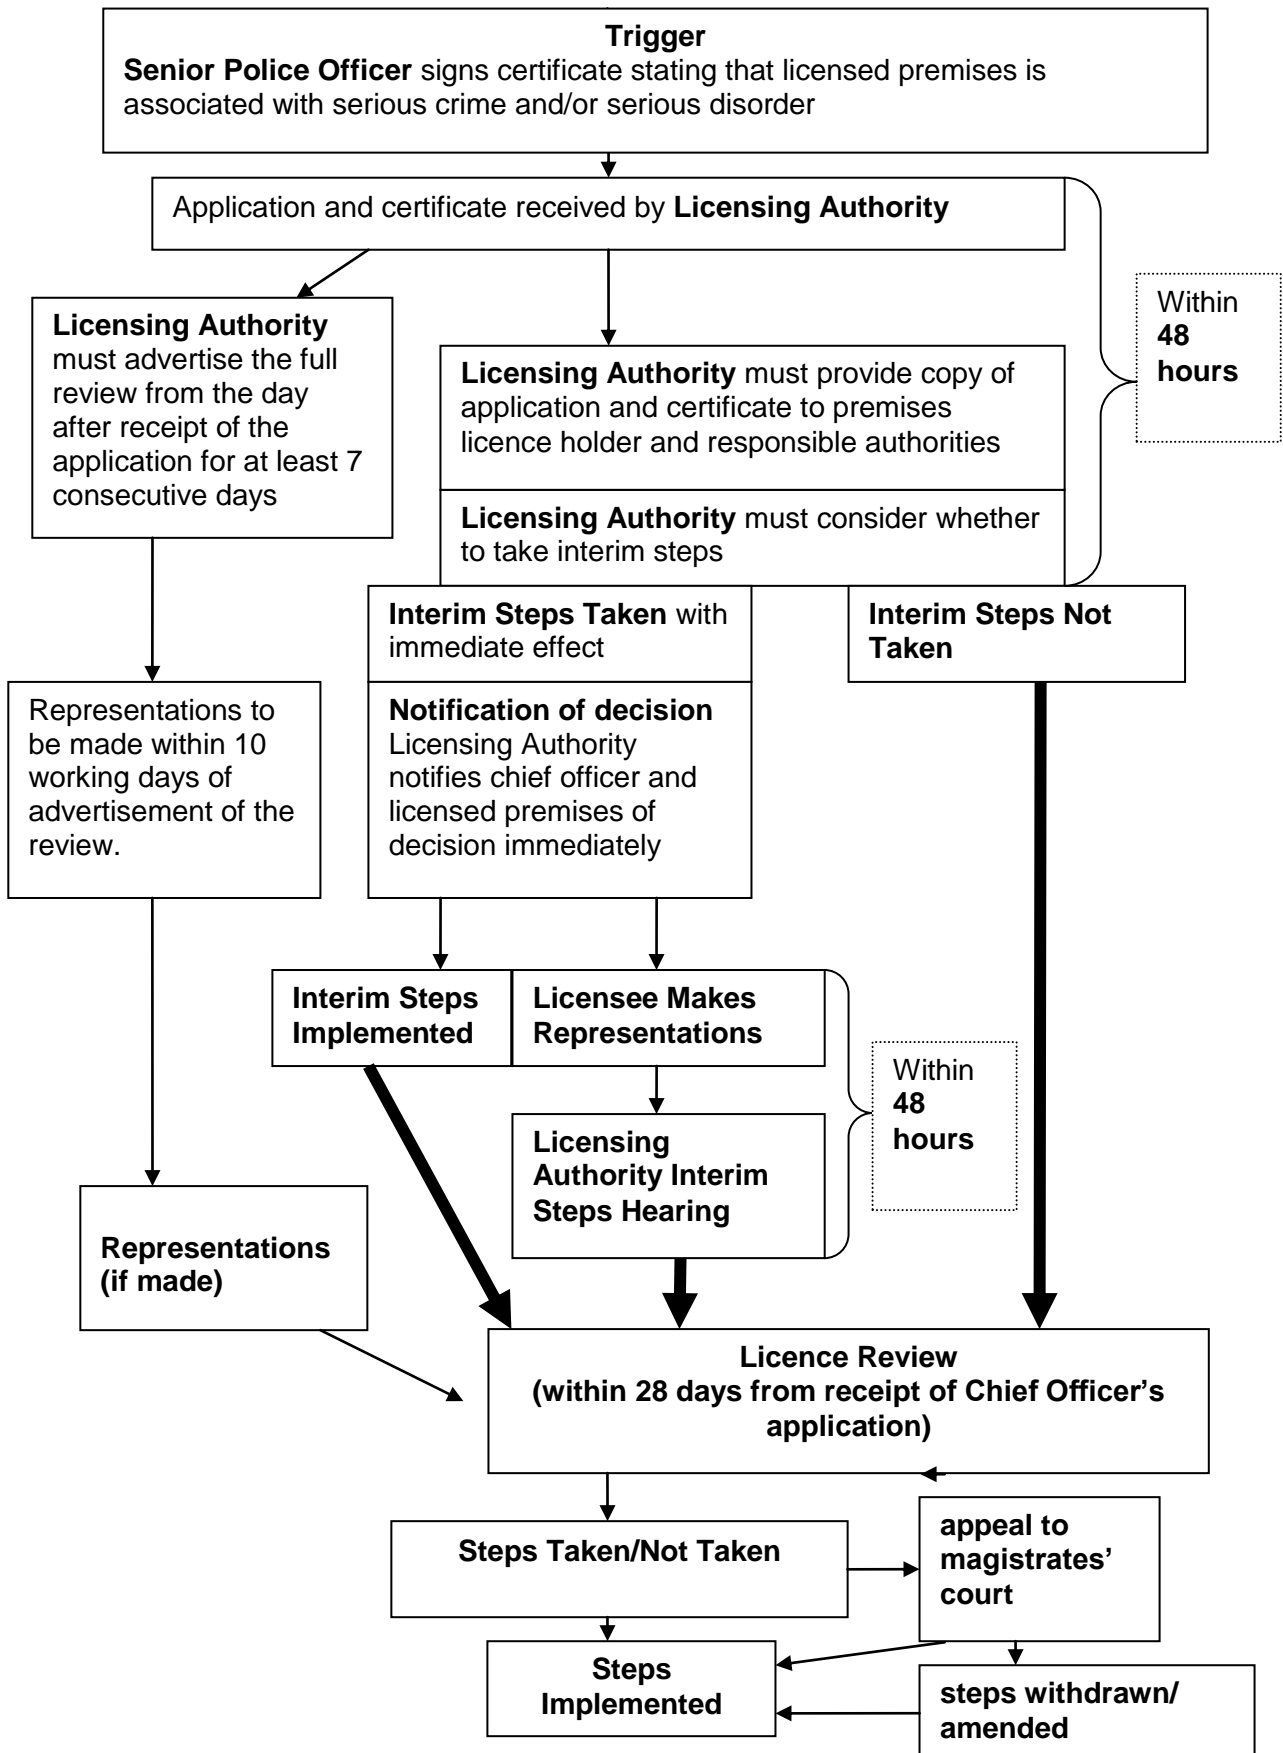 Trigger
Senior Police Officer signs certificate stating that licensed premises is
associated with serious crime and/or serious disorder
Application and certificate received by Licensing Authority
Within
48
hours
Licensing Authority
must advertise the full
review from the day
after receipt of the
application for at least 7
consecutive days
Licensing Authority must provide copy of
application and certificate to premises
licence holder and responsible authorities
Licensing Authority must consider whether
to take interim steps
Interim Steps Taken with
immediate effect
Interim Steps Not
Taken
Representations to
be made within 10
working days of
advertisement of the
review.
Notification of decision
Licensing Authority
notifies chief officer and
licensed premises of
decision immediately
Interim Steps
Implemented
Licensee Makes
Representations
Within
48
hours
Licensing
Authority Interim
Steps Hearing
Representations
(if made)
Licence Review
(within 28 days from receipt of Chief Officer’s
application)
Steps Taken/Not Taken
appeal to
magistrates’
court
Steps
Implemented
steps withdrawn/
amended